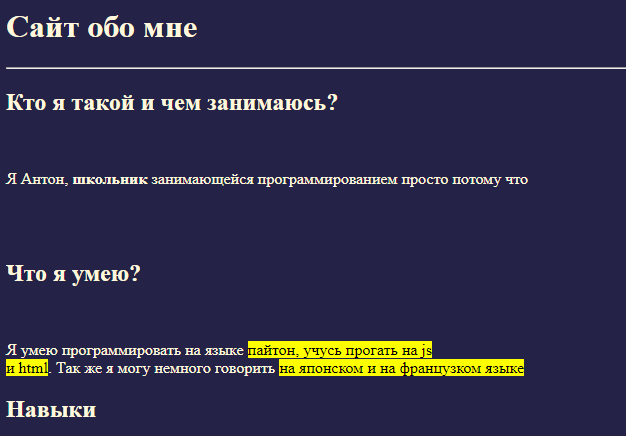 Сайт обо мне
Кто я такой и чем занимаюсь?
Я Антон, школьник занимающейся программированием просто потому что
Что я умею?
Я умею программировать на языке пайтон, учусь прогать на js
и html. Так же я могу немного говорить на японском и на французком языке
Навыки